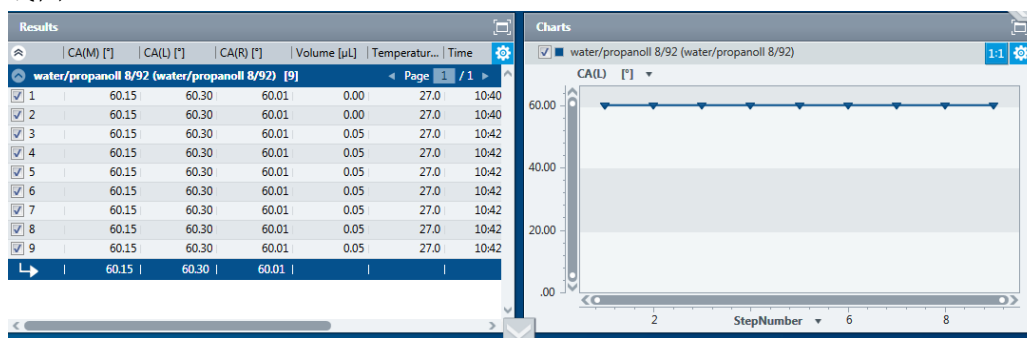 Results
CA(M) [°] CA(L) [°] CA(R) [°] Volume [µL] Temperatur... Time
water/propanoll 8/92 (water/propanoll 8/92) [9] Page 1 / 1
1 60.15 60.30 60.01 0.00 27.0 10:40
2 60.15 60.30 60.01 0.00 27.0 10:40
3 60.15 60.30 60.01 0.05 27.0 10:42
4 60.15 60.30 60.01 0.05 27.0 10:42
5 60.15 60.30 60.01 0.05 27.0 10:42
6 60.15 60.30 60.01 0.05 27.0 10:42
7 60.15 60.30 60.01 0.05 27.0 10:42
8 60.15 60.30 60.01 0.05 27.0 10:42
9 60.15 60.30 60.01 0.05 27.0 10:42
60.15 60.30 60.01
Charts
water/propanoll 8/92 (water/propanoll 8/92) 1:1
CA(L) [°]
60.00
40.00
20.00
.00
2 StepNumber 6 8